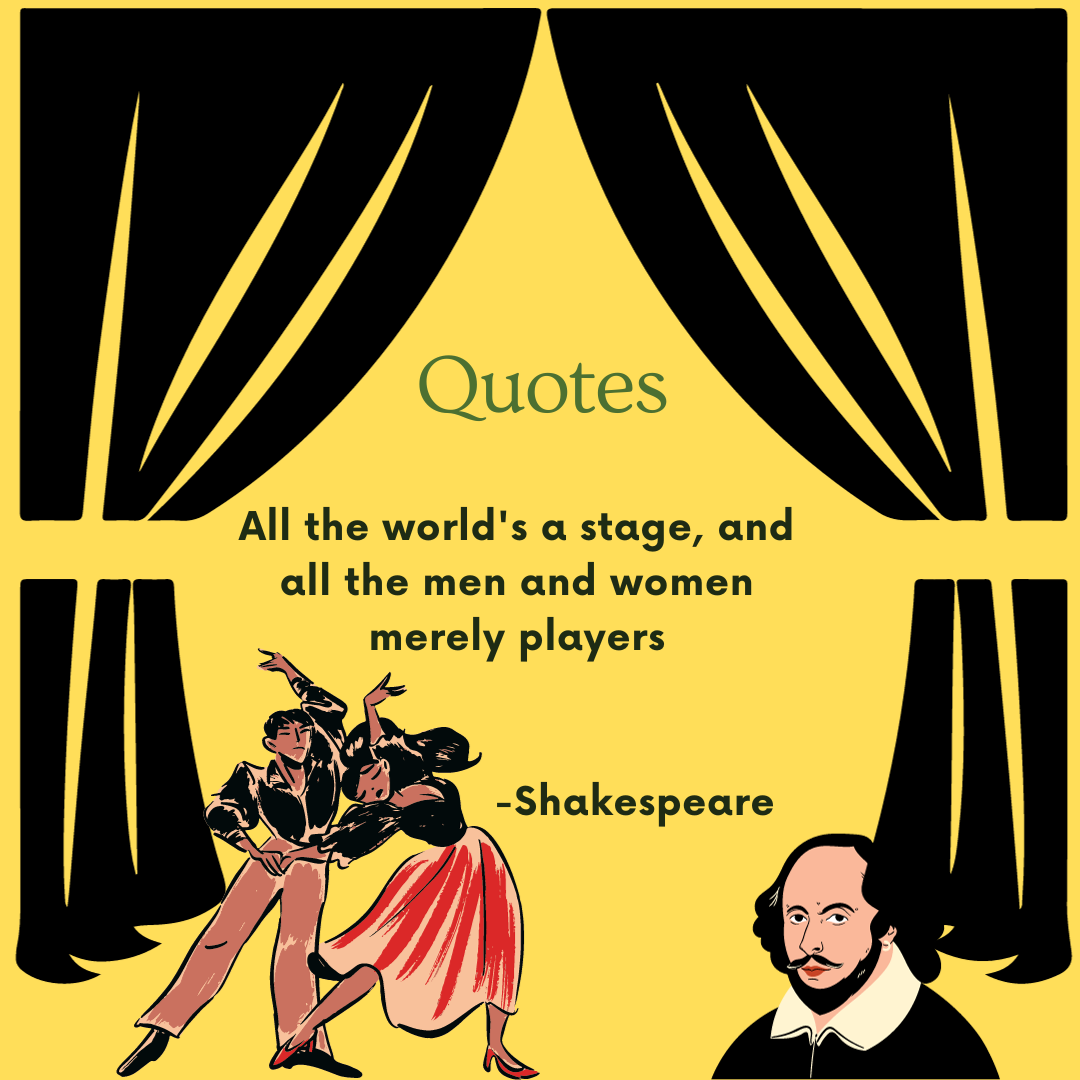 Quotes
All the world's a stage, and
all the men and women
merely players
-Shakespeare